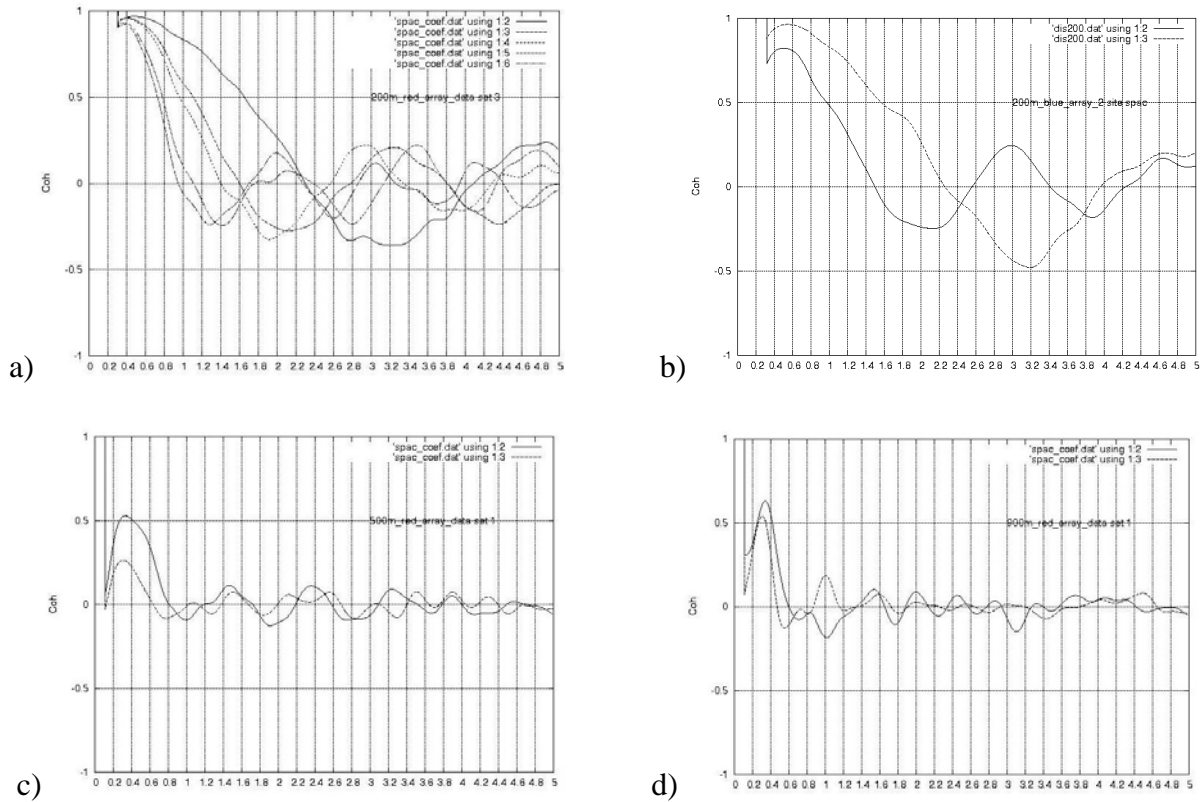 'spac_coef.dat' using 1:2
'spac_coef.dat' using 1:3
'spac_coef.dat' using 1:4
'spac_coef.dat' using 1:5
'spac_coef.dat' using 1:6
200m_red_array_data set 3
1
0.5
0
-0.5
-1
Coh
0 0.2 0.4 0.6 0.8 1 1.2 1.4 1.6 1.8 2 2.2 2.4 2.6 2.8 3 3.2 3.4 3.6 3.8 4 4.2 4.4 4.6 4.8 5
a)
'dis200.dat' using 1:2
'dis200.dat' using 1:3
200m_blue_array_2 site spac
1
0.5
0
-0.5
-1
Coh
0 0.2 0.4 0.6 0.8 1 1.2 1.4 1.6 1.8 2 2.2 2.4 2.6 2.8 3 3.2 3.4 3.6 3.8 4 4.2 4.4 4.6 4.8 5
b)
'spac_coef.dat' using 1:2
'spac_coef.dat' using 1:3
500m_red_array_data set 1
1
0.5
0
-0.5
-1
Coh
0 0.2 0.4 0.6 0.8 1 1.2 1.4 1.6 1.8 2 2.2 2.4 2.6 2.8 3 3.2 3.4 3.6 3.8 4 4.2 4.4 4.6 4.8 5
c)
'spac_coef.dat' using 1:2
'spac_coef.dat' using 1:3
900m_red_array_data set 1
1
0.5
0
-0.5
-1
Coh
0 0.2 0.4 0.6 0.8 1 1.2 1.4 1.6 1.8 2 2.2 2.4 2.6 2.8 3 3.2 3.4 3.6 3.8 4 4.2 4.4 4.6 4.8 5
d)